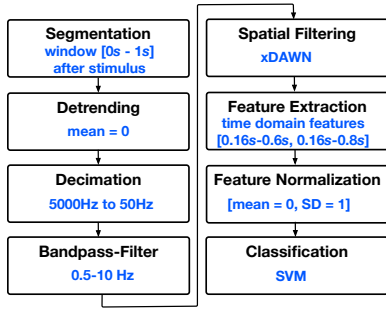 Segmentation
window [0s - 1s]
after stimulus
Detrending
mean = 0
Decimation
5000Hz to 50Hz
Bandpass-Filter
0.5-10 Hz
Spatial Filtering
xDAWN
Feature Extraction
time domain features
[0.16s-0.6s, 0.16s-0.8s]
Feature Normalization
[mean = 0, SD = 1]
Classification
SVM